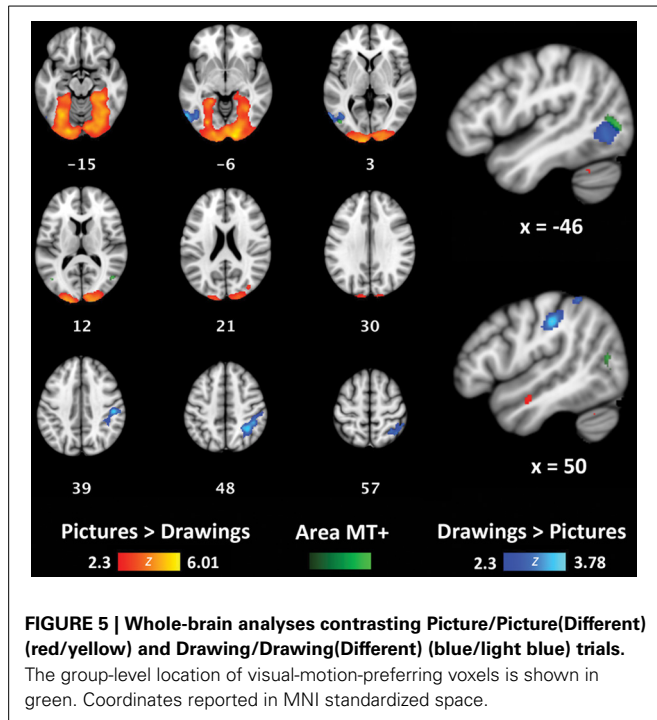 -15 -6 3
x = -46
12 21 30
39 48 57
x = 50
Pictures > Drawings Area MT+ Drawings > Pictures
2.3 z 6.01 2.3 z 3.78
FIGURE 5 | Whole-brain analyses contrasting Picture/Picture(Different)
(red/yellow) and Drawing/Drawing(Different) (blue/light blue) trials.
The group-level location of visual-motion-preferring voxels is shown in
green. Coordinates reported in MNI standardized space.